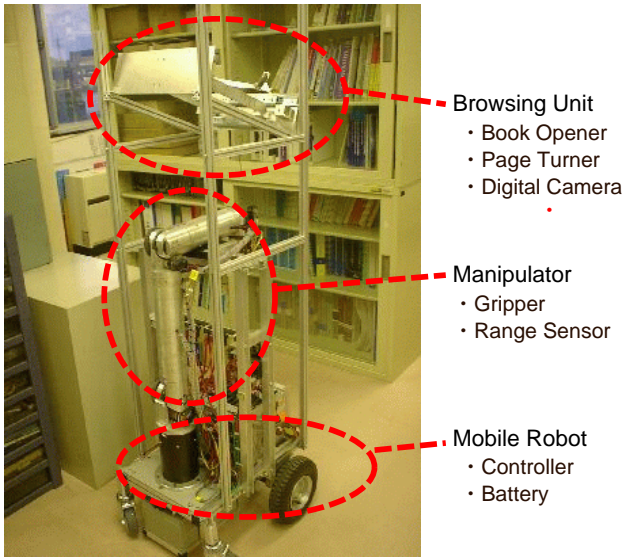 Browsing Unit
・Book Opener
・Page Turner
・Digital Camera
Manipulator
・Gripper
・Range Sensor
Mobile Robot
・Controller
・Battery